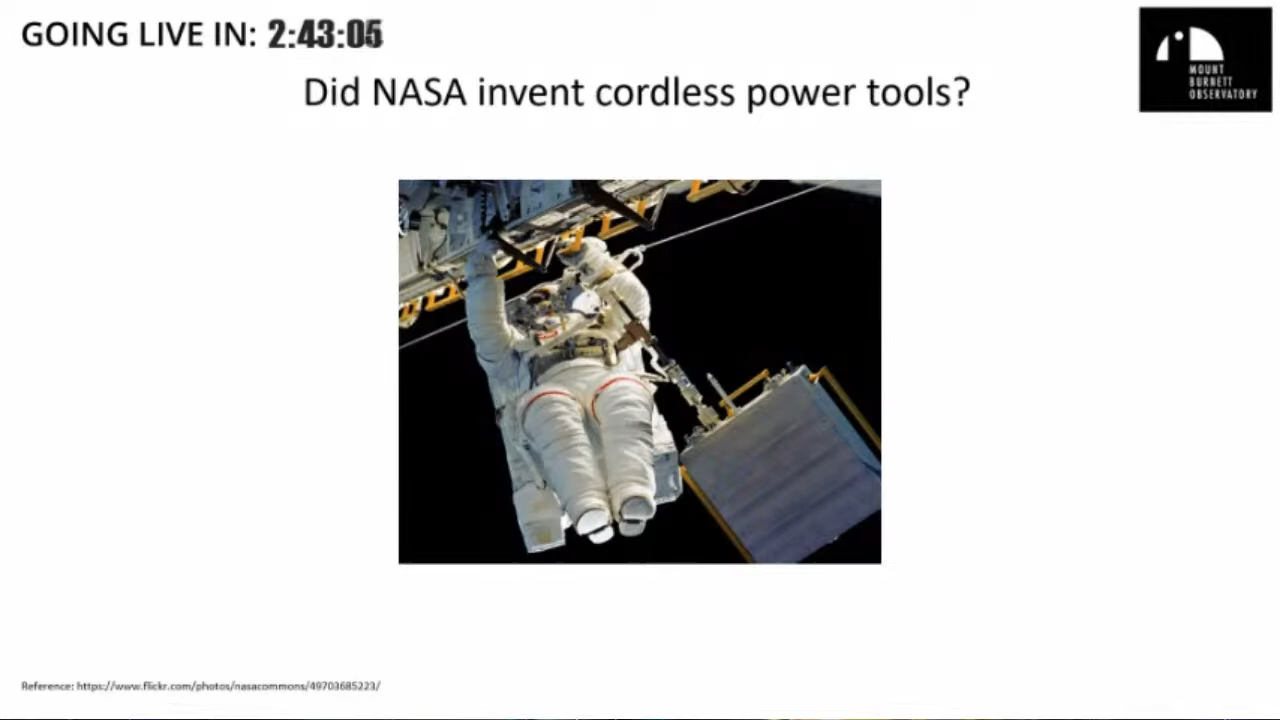 GOING LIVE IN: 2:43:05
Did NASA invent cordless power tools?
MOUNT
BURNETT
OBSERVATORY
Reference: https://www.flickr.com/photos/nasacommons/49703685223/